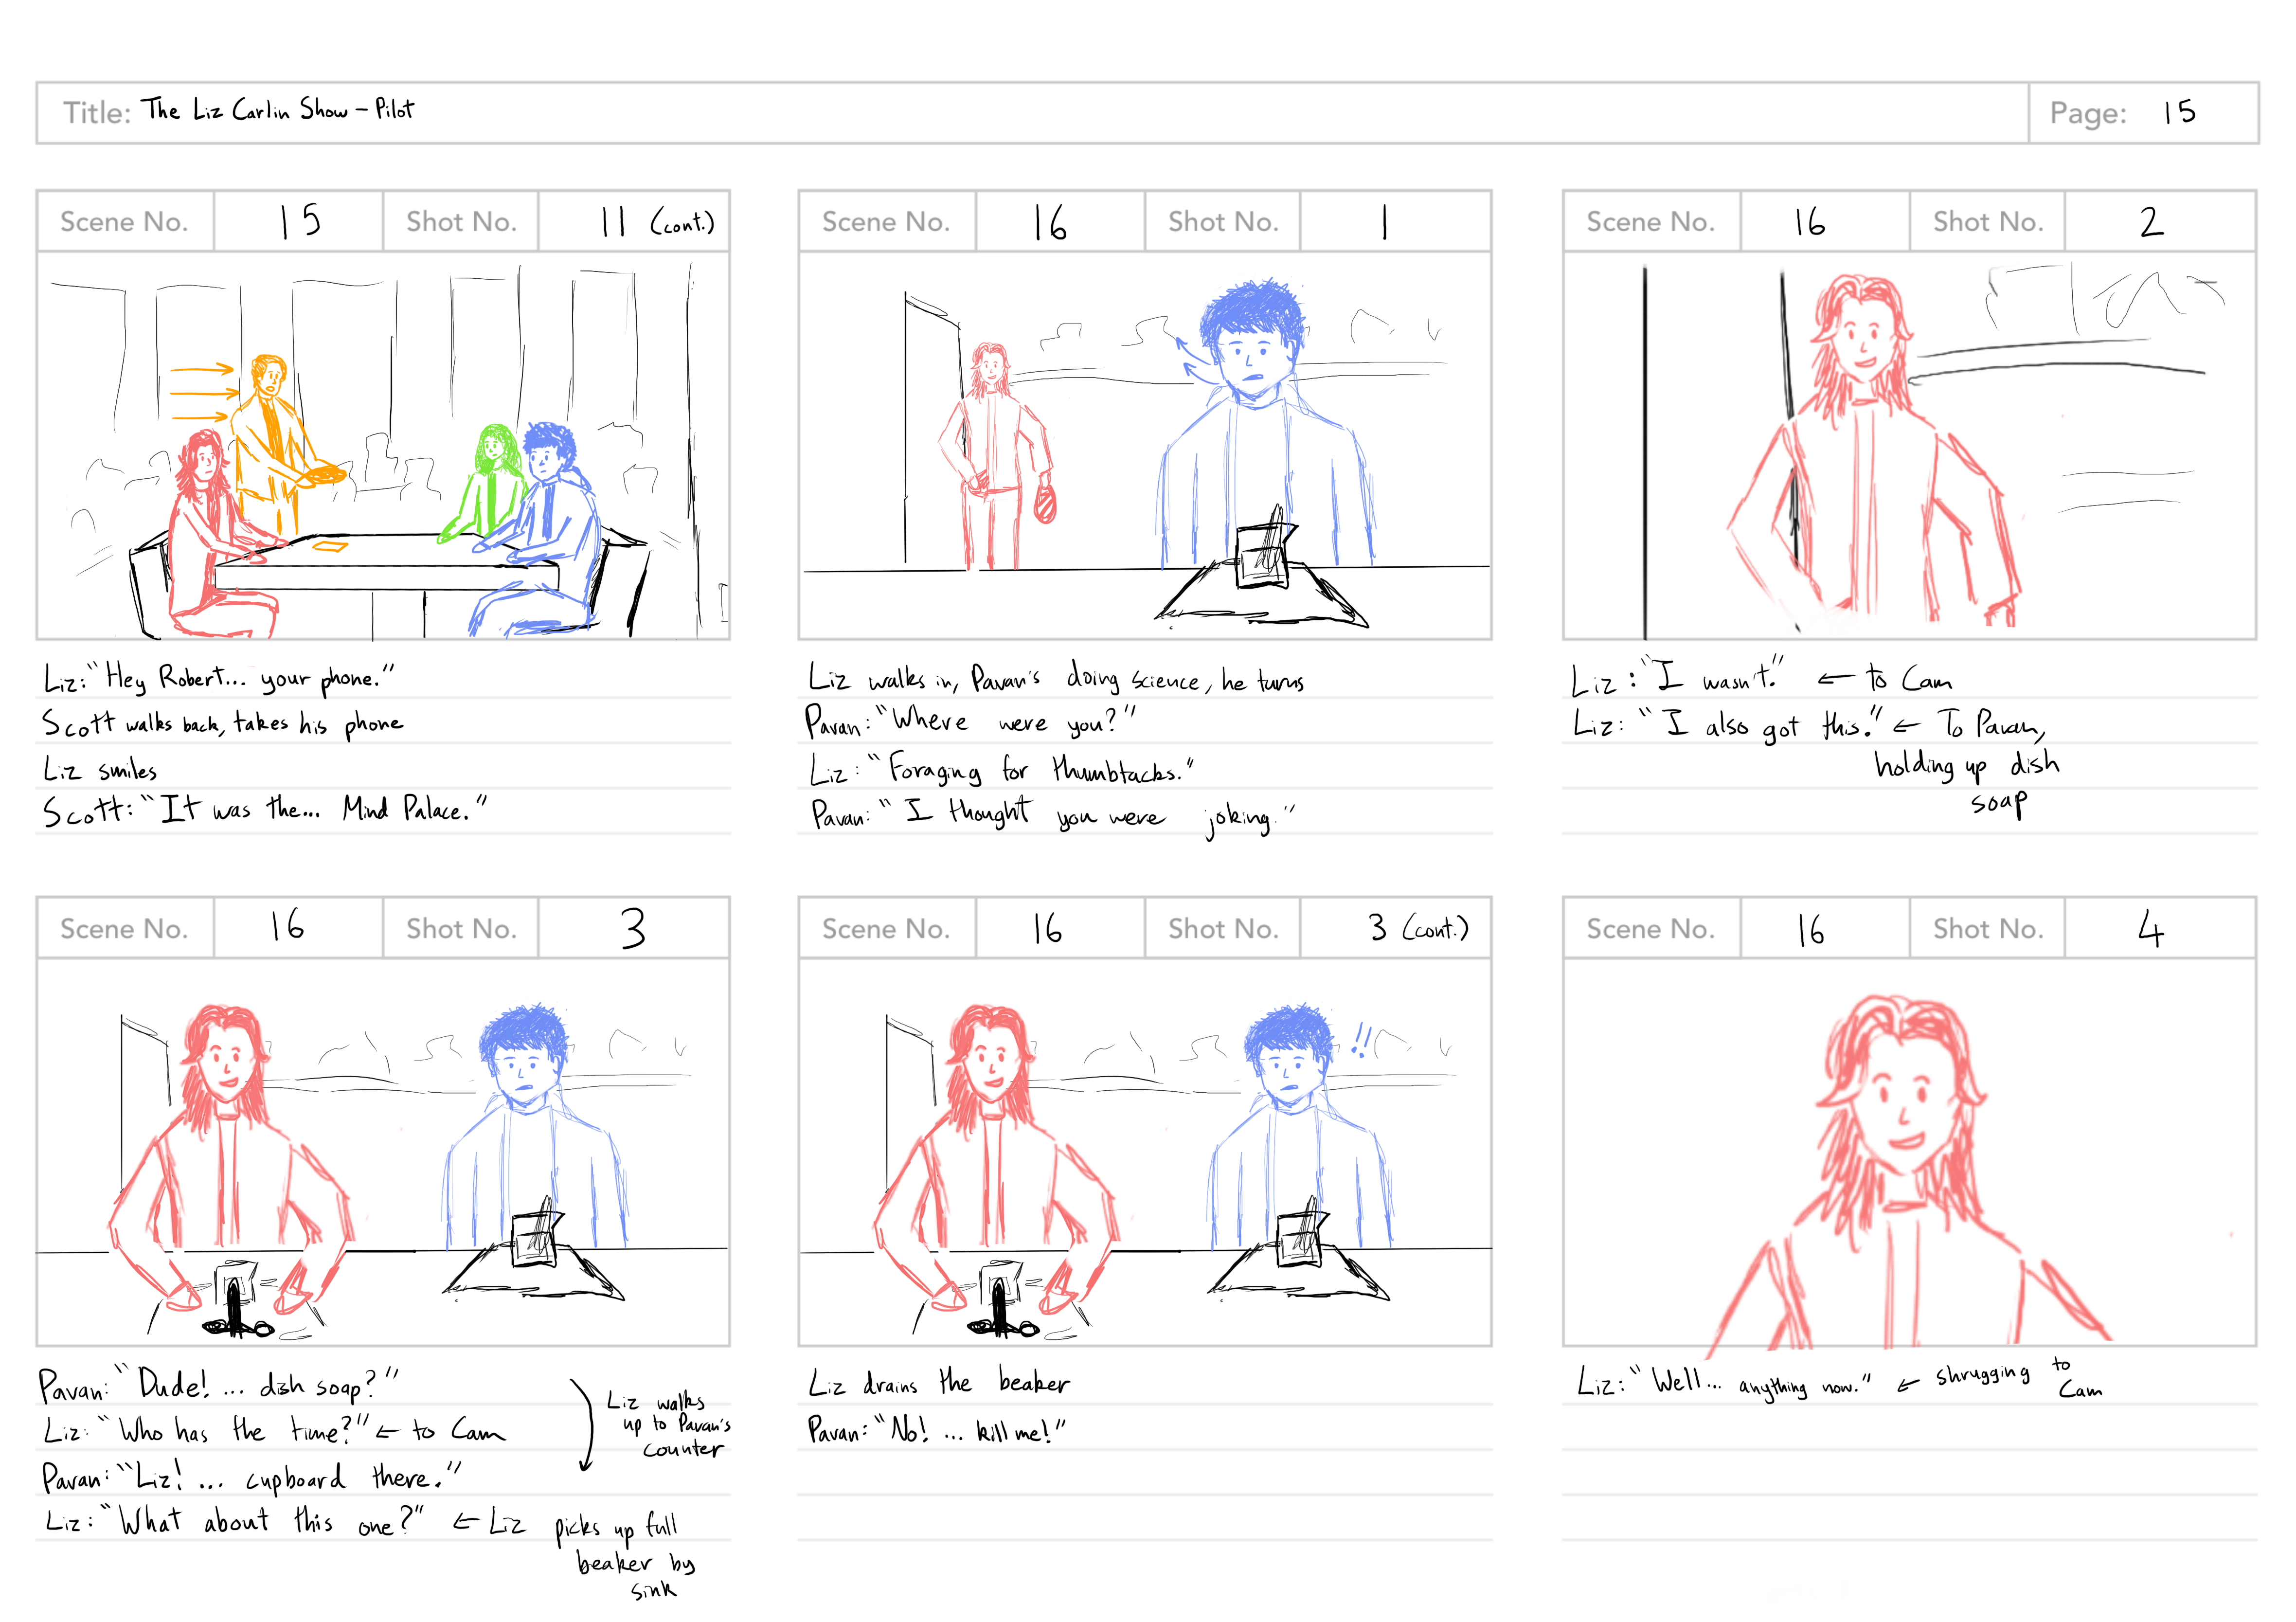 Title: The Liz Carlin Show - Pilot
Page: 15
Scene No. 15 Shot No. 11 (cont.)
Liz: "Hey Robert... your phone."
Scott walks back, takes his phone
Liz smiles
Scott: "It was the... Mind Palace."
Scene No. 16 Shot No. 1
Liz walks in, Pavan's doing science, he turns
Pavan: "Where were you?"
Liz: "Foraging for thumbtacks."
Pavan: "I thought you were joking."
Scene No. 16 Shot No. 2
Liz: "I wasn't." ← to Cam
Liz: "I also got this." ← To Pavan,
holding up dish
soap
Scene No. 16 Shot No. 3
Pavan: "Dude! ... dish soap?"
Liz: "Who has the time?" ← to Cam
Pavan: "Liz! ... cupboard there."
Liz walks
up to Pavan's
counter
Liz: "What about this one?" ← Liz picks up full
beaker by
sink
Scene No. 16 Shot No. 3 (cont.)
!!
Liz drains the beaker
Pavan: "No! ... kill me!"
Scene No. 16 Shot No. 4
Liz: "Well... anything now." ← shrugging to
Cam